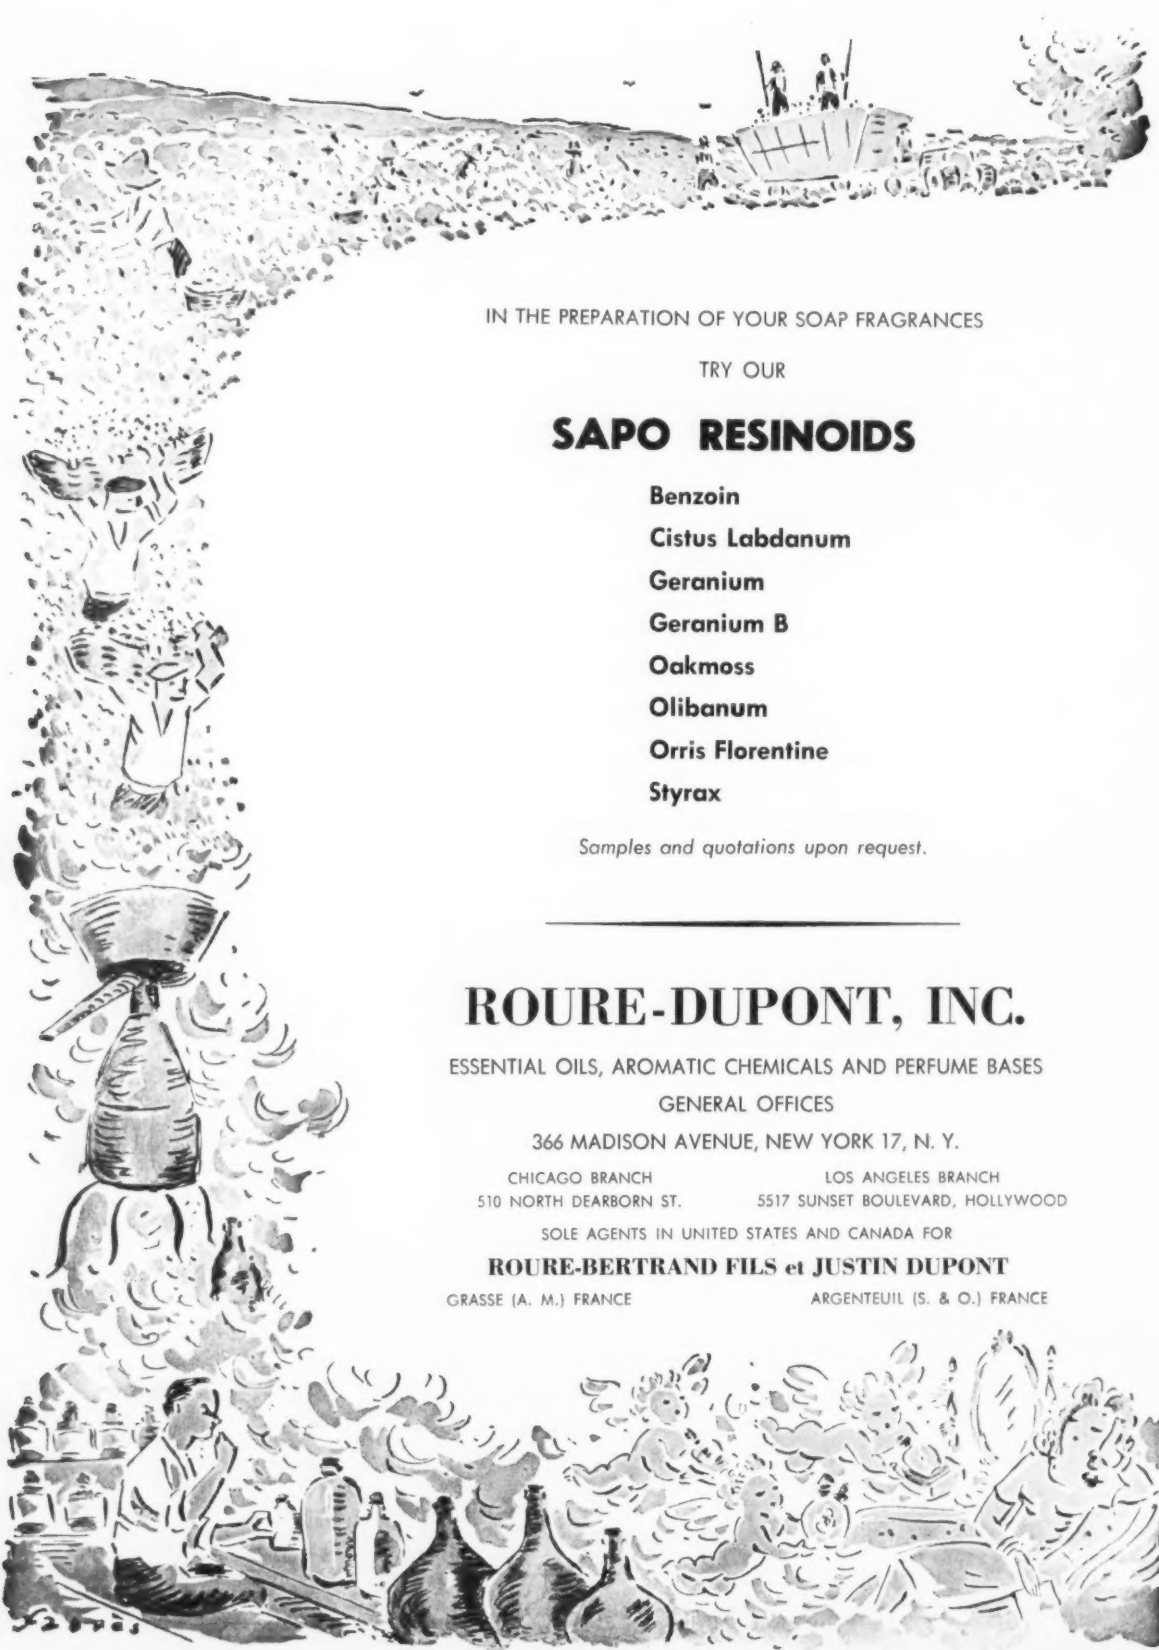 IN THE PREPARATION OF YOUR SOAP FRAGRANCES
TRY OUR
SAPO RESINOIDS
Benzoin
Cistus Labdanum
Geranium
Geranium B
Oakmoss
Olibanum
Orris Florentine
Styrax
Samples and quotations upon request.
ROURE-DUPONT, INC.
ESSENTIAL OILS, AROMATIC CHEMICALS AND PERFUME BASES
GENERAL OFFICES
366 MADISON AVENUE, NEW YORK 17, N. Y.
CHICAGO BRANCH
510 NORTH DEARBORN ST.
LOS ANGELES BRANCH
5517 SUNSET BOULEVARD, HOLLYWOOD
SOLE AGENTS IN UNITED STATES AND CANADA FOR
ROURE-BERTRAND FILS et JUSTIN DUPONT
GRASSE (A. M.) FRANCE
ARGENTEUIL (S. & O.) FRANCE